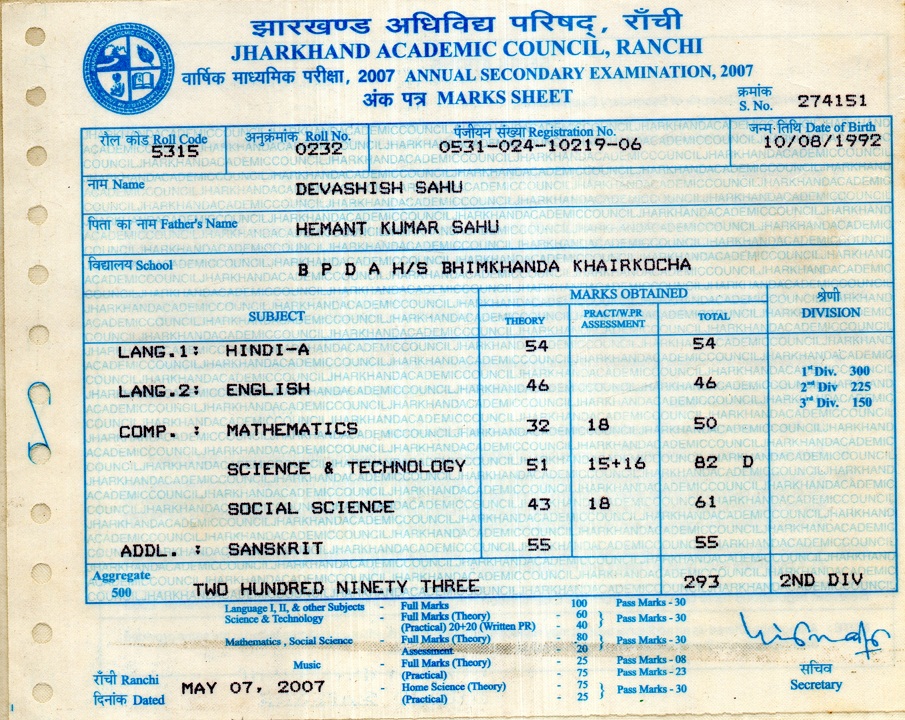 झारखण्ड अधिविद्य परिषद्, राँची
JHARKHAND ACADEMIC COUNCIL, RANCHI
वार्षिक माध्यमिक परीक्षा, 2007 ANNUAL SECONDARY EXAMINATION, 2007
अंक पत्र MARKS SHEET
क्रमांक
S. No. 274151
रौल कोड Roll Code अनुक्रमांक Roll No. पंजीयन संख्या Registration No. जन्म तिथि Date of Birth
5315 0232 0531-024-10219-06 10/08/1992
नाम Name DEVASHISH SAHU
पिता का नाम Father's Name HEMANT KUMAR SAHU
विद्यालय School B P D A H/S BHIMKHANDA KHAIRKOCHA
SUBJECT MARKS OBTAINED श्रेणी
THEORY PRACT/W.PR ASSESSMENT TOTAL DIVISION
LANG.1: HINDI-A 54 54
1st Div. 300
LANG.2: ENGLISH 46 46
2nd Div 225
3rd Div. 150
COMP. : MATHEMATICS 32 18 50
SCIENCE & TECHNOLOGY 51 15+16 82 D
SOCIAL SCIENCE 43 18 61
ADDL. : SANSKRIT 55 55
Aggregate
500 TWO HUNDRED NINETY THREE 293 2ND DIV
Language I, II, & other Subjects - Full Marks 100 Pass Marks - 30
Science & Technology - Full Marks (Theory) - 60 } Pass Marks - 30
(Practical) 20+20 (Written PR) - 40
Mathematics , Social Science - Full Marks (Theory) - 80 } Pass Marks - 30
Assessment - 20
Music - Full Marks (Theory) - 25 Pass Marks - 08
(Practical) - 75 Pass Marks - 23
- Home Science (Theory) - 75 } Pass Marks - 30
(Practical) - 25
राँची Ranchi
दिनांक Dated MAY 07, 2007
सचिव
Secretary